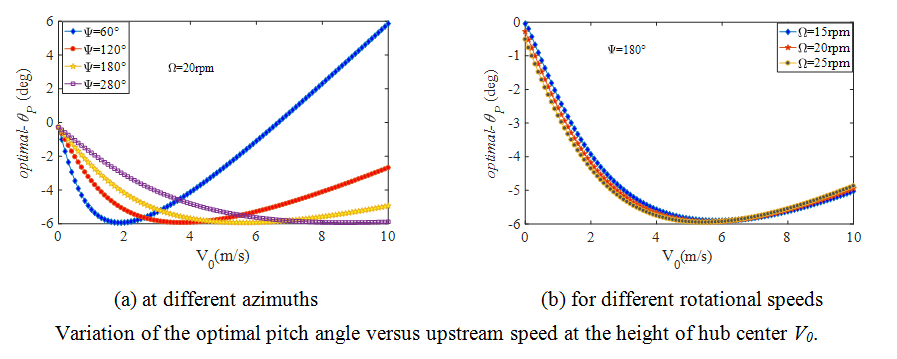 6
4
2
0
-2
-4
-6
optimal- θP (deg)
Ψ=60°
Ψ=120°
Ψ=180°
Ψ=280°
Ω=20rpm
0 2 4 6 8 10
V0(m/s)
0
-1
-2
-3
-4
-5
-6
optimal- θP (deg)
Ψ=180°
Ω=15rpm
Ω=20rpm
Ω=25rpm
0 2 4 6 8 10
V0(m/s)
(a) at different azimuths
(b) for different rotational speeds
Variation of the optimal pitch angle versus upstream speed at the height of hub center V0.